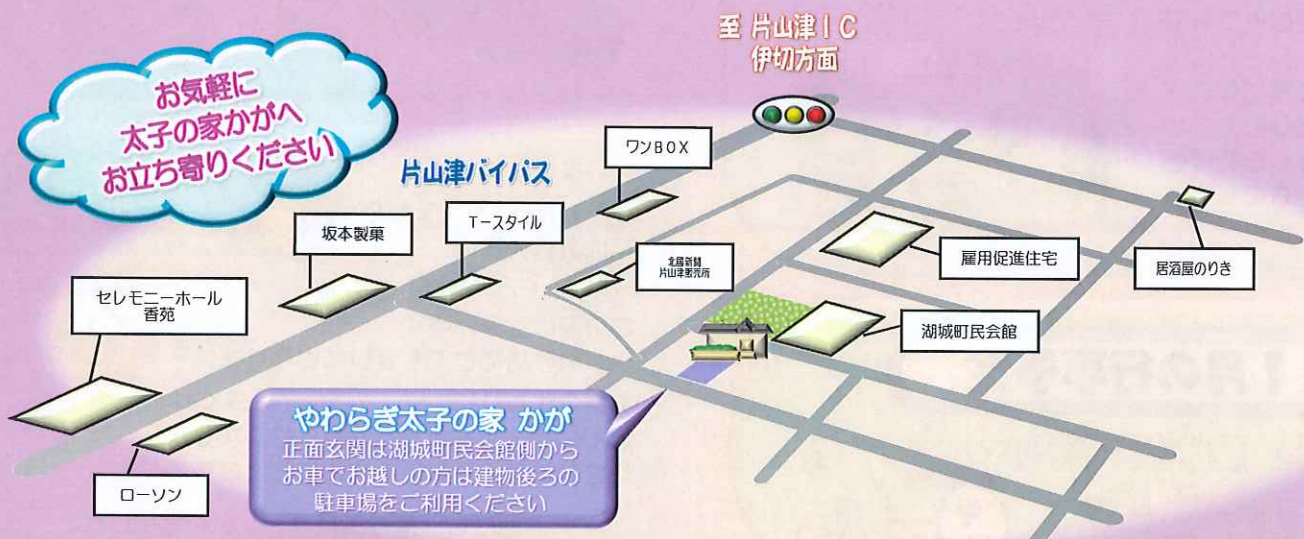 至 片山津IC
伊切方面
お気軽に
太子の家かがへ
お立ち寄りください
片山津バイパス
ワンBOX
坂本製菓
T－スタイル
北國新聞
片山津販売所
雇用促進住宅
居酒屋のりき
セレモニーホール
香苑
湖城町民会館
ローソン
やわらぎ太子の家 かが
正面玄関は湖城町民会館側から
お車でお越しの方は建物後ろの
駐車場をご利用ください